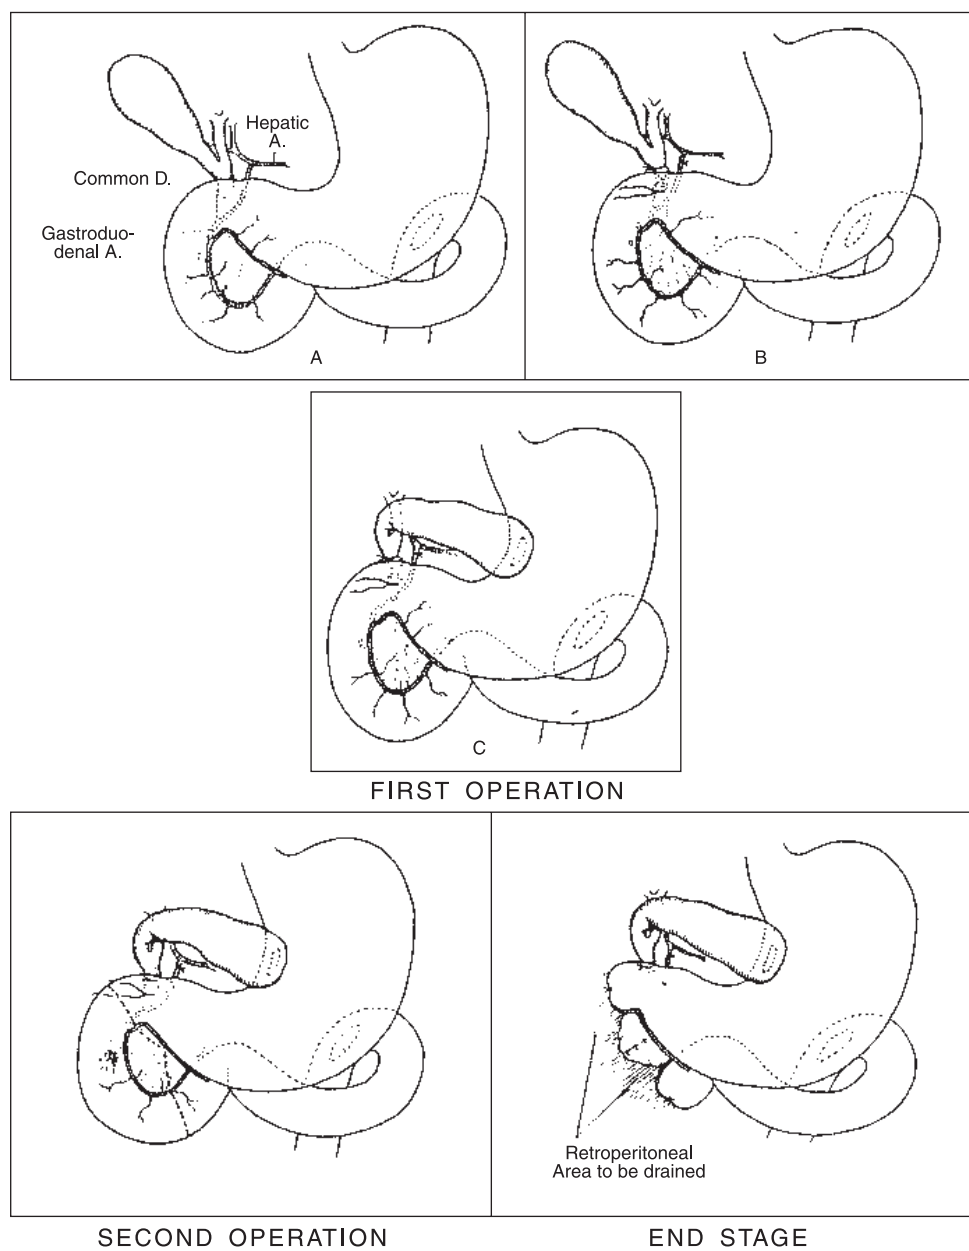 Hepatic
A.
Common D.
Gastroduo-
denal A.
A
B
C
FIRST OPERATION
Retroperitoneal
Area to be drained
SECOND OPERATION
END STAGE